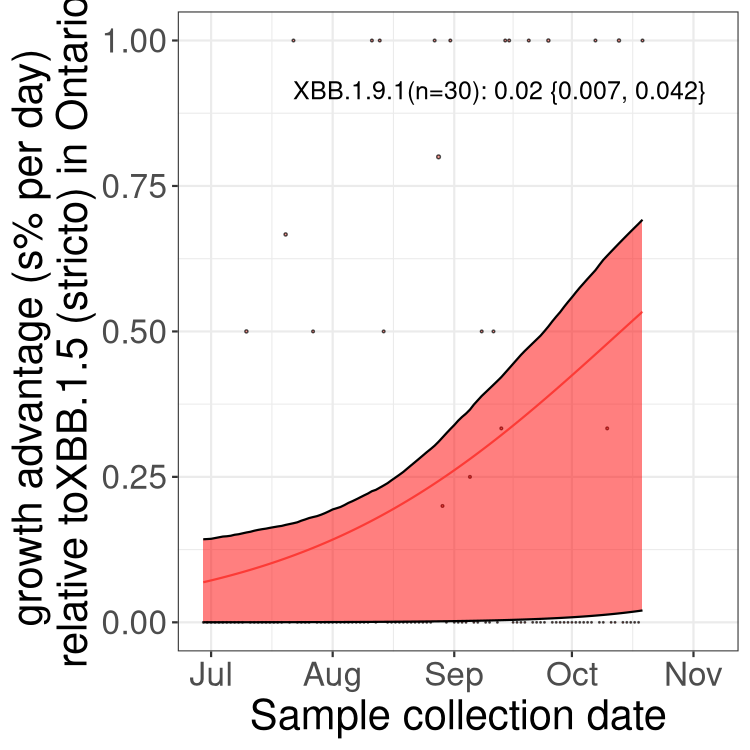 growth advantage (s% per day)
relative toXBB.1.5 (stricto) in Ontario
1.00
0.75
0.50
0.25
0.00
XBB.1.9.1(n=30): 0.02 {0.007, 0.042}
Jul Aug Sep Oct Nov
Sample collection date